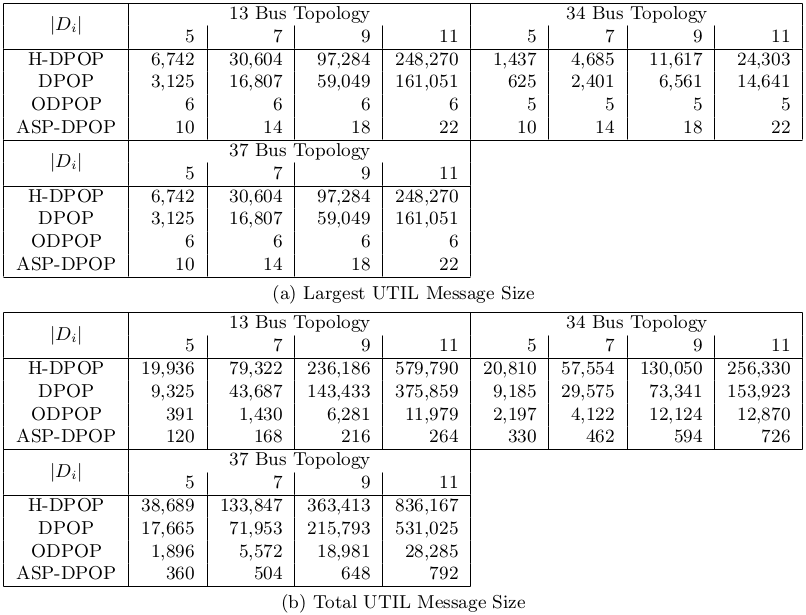 |D_i| 13 Bus Topology 34 Bus Topology
5 7 9 11 5 7 9 11
H-DPOP 6,742 30,604 97,284 248,270 1,437 4,685 11,617 24,303
DPOP 3,125 16,807 59,049 161,051 625 2,401 6,561 14,641
ODPOP 6 6 6 6 5 5 5 5
ASP-DPOP 10 14 18 22 10 14 18 22
|D_i| 37 Bus Topology
5 7 9 11
H-DPOP 6,742 30,604 97,284 248,270
DPOP 3,125 16,807 59,049 161,051
ODPOP 6 6 6 6
ASP-DPOP 10 14 18 22
(a) Largest UTIL Message Size
|D_i| 13 Bus Topology 34 Bus Topology
5 7 9 11 5 7 9 11
H-DPOP 19,936 79,322 236,186 579,790 20,810 57,554 130,050 256,330
DPOP 9,325 43,687 143,433 375,859 9,185 29,575 73,341 153,923
ODPOP 391 1,430 6,281 11,979 2,197 4,122 12,124 12,870
ASP-DPOP 120 168 216 264 330 462 594 726
|D_i| 37 Bus Topology
5 7 9 11
H-DPOP 38,689 133,847 363,413 836,167
DPOP 17,665 71,953 215,793 531,025
ODPOP 1,896 5,572 18,981 28,285
ASP-DPOP 360 504 648 792
(b) Total UTIL Message Size